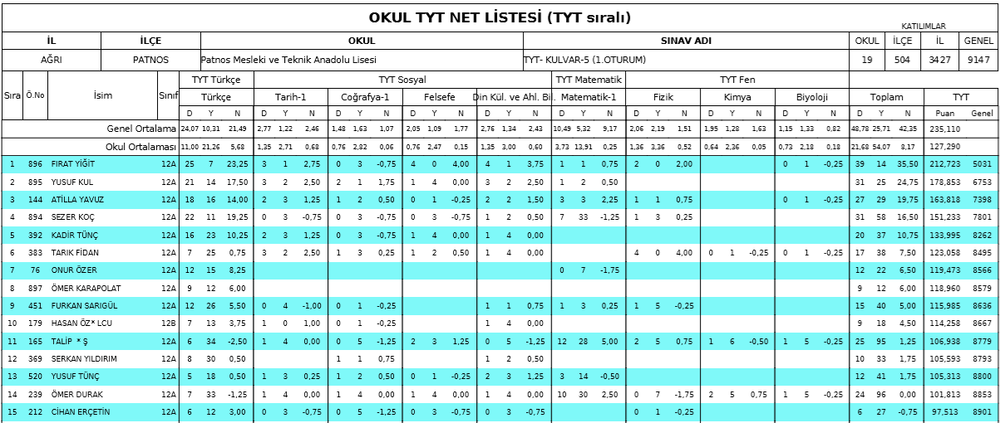 OKUL TYT NET LİSTESİ (TYT sıralı)
KATILIMLAR
İL İLÇE OKUL SINAV ADI OKUL İLÇE İL GENEL
AĞRI PATNOS Patnos Mesleki ve Teknik Anadolu Lisesi TYT- KULVAR-5 (1.OTURUM) 19 504 3427 9147
TYT Türkçe TYT Sosyal TYT Matematik TYT Fen
Sıra Ö.No İsim Sınıf Türkçe Tarih-1 Coğrafya-1 Felsefe Din Kül. ve Ahl. Bil. Matematik-1 Fizik Kimya Biyoloji Toplam TYT
D Y N D Y N D Y N D Y N D Y N D Y N D Y N D Y N D Y N D Y N Puan Genel
Genel Ortalama 24,07 10,31 21,49 2,77 1,22 2,46 1,48 1,63 1,07 2,05 1,09 1,77 2,76 1,34 2,43 10,49 5,32 9,17 2,06 2,19 1,51 1,95 1,28 1,63 1,15 1,33 0,82 48,78 25,71 42,35 235,110
Okul Ortalaması 11,00 21,26 5,68 1,35 2,71 0,68 0,76 2,82 0,06 0,76 2,47 0,15 1,35 3,00 0,60 3,73 13,91 0,25 1,36 3,36 0,52 0,64 2,36 0,05 0,73 2,18 0,18 21,68 54,07 8,17 127,290
1 896 FIRAT YİĞİT 12A 25 7 23,25 3 1 2,75 0 3 -0,75 4 0 4,00 4 1 3,75 1 1 0,75 2 0 2,00 0 1 -0,25 39 14 35,50 212,723 5031
2 895 YUSUF KUL 12A 21 14 17,50 3 2 2,50 2 1 1,75 1 4 0,00 3 2 2,50 1 2 0,50 31 25 24,75 178,853 6753
3 144 ATİLLA YAVUZ 12A 18 16 14,00 2 3 1,25 1 2 0,50 0 1 -0,25 2 2 1,50 3 3 2,25 1 1 0,75 0 1 -0,25 27 29 19,75 163,818 7398
4 894 SEZER KOÇ 12A 22 11 19,25 0 3 -0,75 0 3 -0,75 0 3 -0,75 1 2 0,50 7 33 -1,25 1 3 0,25 31 58 16,50 151,233 7801
5 392 KADİR TÜNÇ 12A 16 23 10,25 2 3 1,25 0 3 -0,75 1 4 0,00 1 4 0,00 20 37 10,75 133,995 8262
6 383 TARIK FİDAN 12A 7 25 0,75 3 2 2,50 1 3 0,25 1 2 0,50 1 4 0,00 4 0 4,00 0 1 -0,25 0 1 -0,25 17 38 7,50 123,058 8495
7 76 ONUR ÖZER 12A 12 15 8,25 0 7 -1,75 12 22 6,50 119,473 8566
8 897 ÖMER KARAPOLAT 12A 9 12 6,00 9 12 6,00 118,960 8579
9 451 FURKAN SARIGÜL 12A 12 26 5,50 0 4 -1,00 0 1 -0,25 1 1 0,75 1 3 0,25 1 5 -0,25 15 40 5,00 115,985 8636
10 179 HASAN ÖZ* LCU 12B 7 13 3,75 1 0 1,00 0 1 -0,25 1 4 0,00 9 18 4,50 114,258 8667
11 165 TALİP * Ş 12A 6 34 -2,50 1 4 0,00 0 5 -1,25 2 3 1,25 0 5 -1,25 12 28 5,00 2 5 0,75 1 6 -0,50 1 5 -0,25 25 95 1,25 106,938 8779
12 369 SERKAN YILDIRIM 12A 8 30 0,50 1 1 0,75 1 2 0,50 10 33 1,75 105,593 8793
13 520 YUSUF TÜNÇ 12A 5 18 0,50 1 3 0,25 1 2 0,50 0 1 -0,25 2 3 1,25 3 14 -0,50 12 41 1,75 105,313 8800
14 239 ÖMER DURAK 12A 7 33 -1,25 1 4 0,00 1 4 0,00 1 4 0,00 1 4 0,00 10 30 2,50 0 7 -1,75 2 5 0,75 1 5 -0,25 24 96 0,00 101,813 8853
15 212 CİHAN ERÇETİN 12A 6 12 3,00 0 3 -0,75 0 5 -1,25 0 3 -0,75 0 3 -0,75 0 1 -0,25 6 27 -0,75 97,513 8901